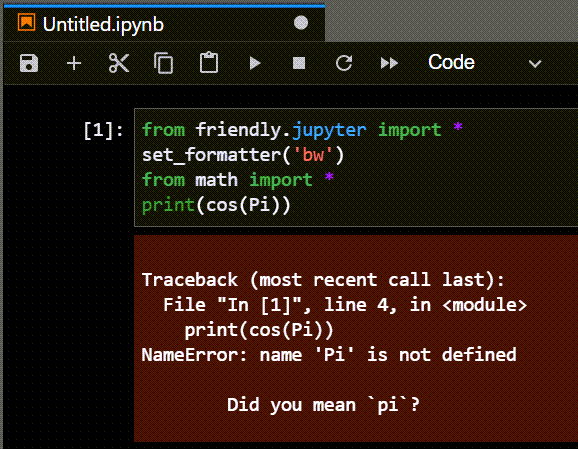 Untitled.ipynb
Code
[1]:
from friendly.jupyter import *
set_formatter('bw')
from math import *
print(cos(Pi))
Traceback (most recent call last):
  File "In [1]", line 4, in <module>
    print(cos(Pi))
NameError: name 'Pi' is not defined
        Did you mean `pi`?